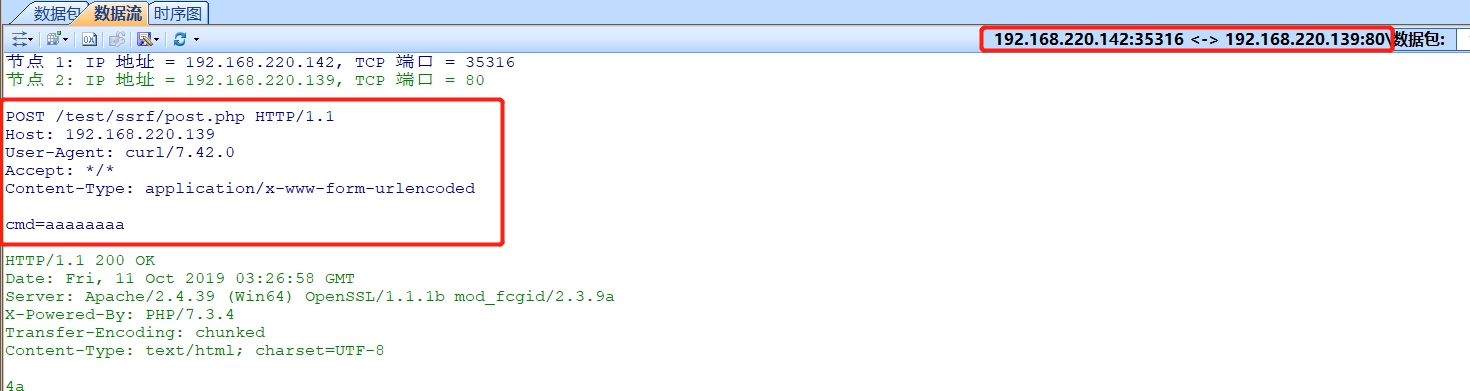 数据包 数据流 时序图
192.168.220.142:35316 <-> 192.168.220.139:80\数据包:
节点 1: IP 地址 = 192.168.220.142, TCP 端口 = 35316
节点 2: IP 地址 = 192.168.220.139, TCP 端口 = 80
POST /test/ssrf/post.php HTTP/1.1
Host: 192.168.220.139
User-Agent: curl/7.42.0
Accept: */*
Content-Type: application/x-www-form-urlencoded
cmd=aaaaaaaa
HTTP/1.1 200 OK
Date: Fri, 11 Oct 2019 03:26:58 GMT
Server: Apache/2.4.39 (Win64) OpenSSL/1.1.1b mod_fcgid/2.3.9a
X-Powered-By: PHP/7.3.4
Transfer-Encoding: chunked
Content-Type: text/html; charset=UTF-8
4a